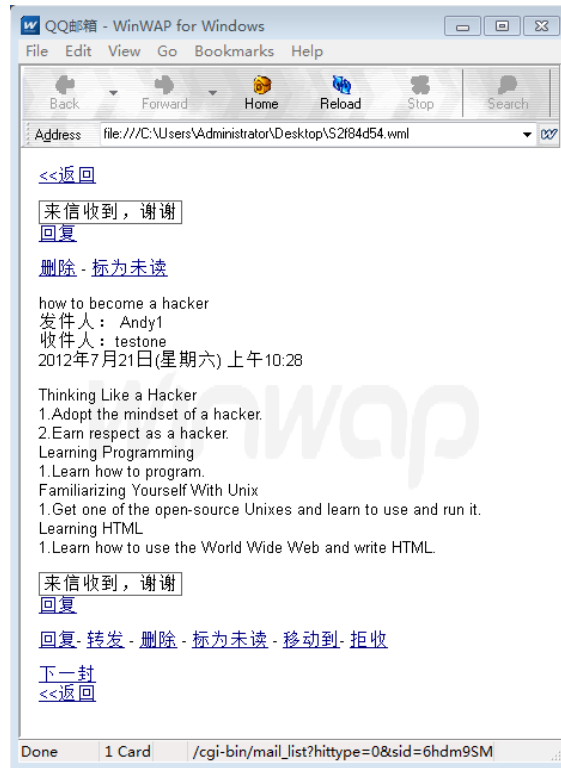 QQ邮箱 - WinWAP for Windows
File Edit View Go Bookmarks Help
Back Forward Home Reload Stop Search
Address file:///C:\Users\Administrator\Desktop\S2f84d54.wml
<<返回
来信收到，谢谢
回复
删除 - 标为未读
how to become a hacker
发件人： Andy1
收件人：testone
2012年7月21日(星期六) 上午10:28
Thinking Like a Hacker
1.Adopt the mindset of a hacker.
2.Earn respect as a hacker.
Learning Programming
1.Learn how to program.
Familiarizing Yourself With Unix
1.Get one of the open-source Unixes and learn to use and run it.
Learning HTML
1.Learn how to use the World Wide Web and write HTML.
winwap
来信收到，谢谢
回复
回复- 转发 - 删除 - 标为未读 - 移动到- 拒收
下一封
<<返回
Done 1 Card /cgi-bin/mail_list?hittype=0&sid=6hdm9SM